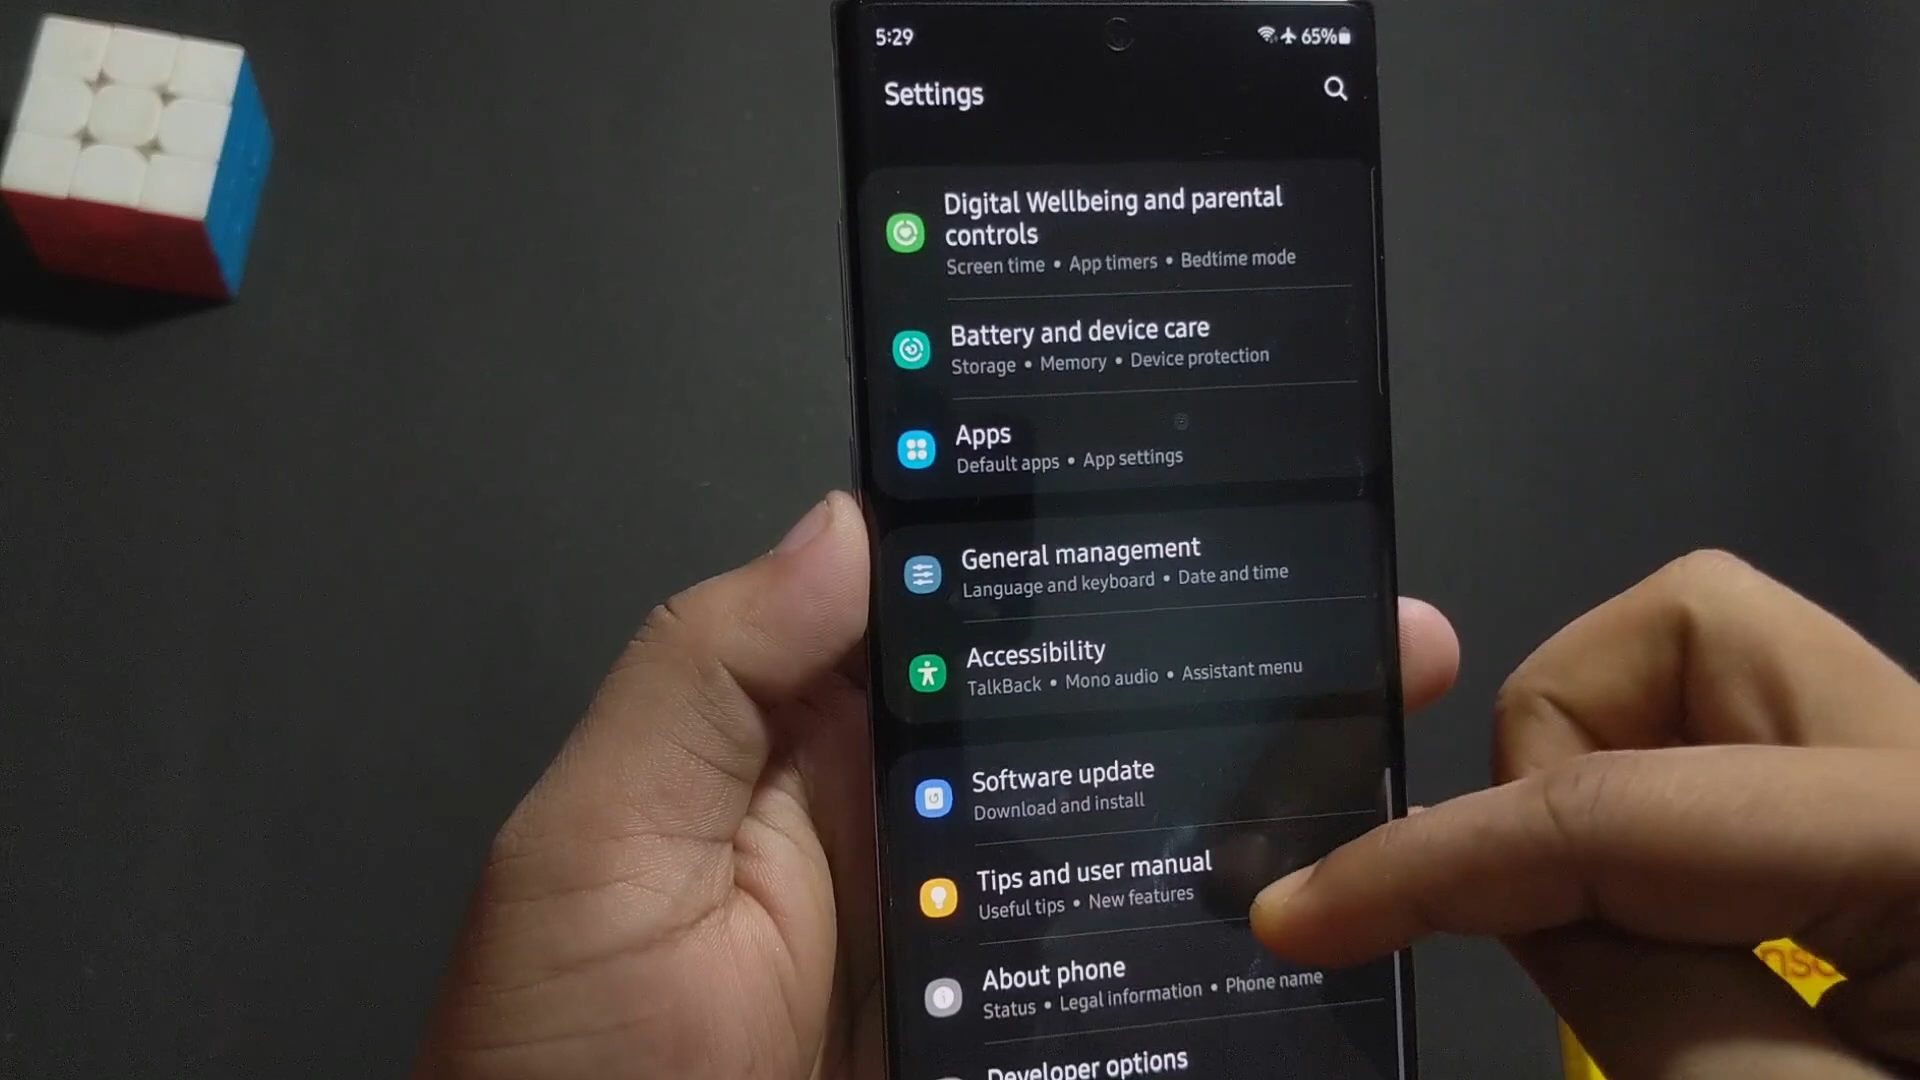 5:29
65%
Settings
Digital Wellbeing and parental
controls
Screen time • App timers • Bedtime mode
Battery and device care
Storage • Memory • Device protection
Apps
Default apps • App settings
General management
Language and keyboard • Date and time
Accessibility
TalkBack • Mono audio • Assistant menu
Software update
Download and install
Tips and user manual
Useful tips • New features
About phone
Status • Legal information • Phone name
Developer options